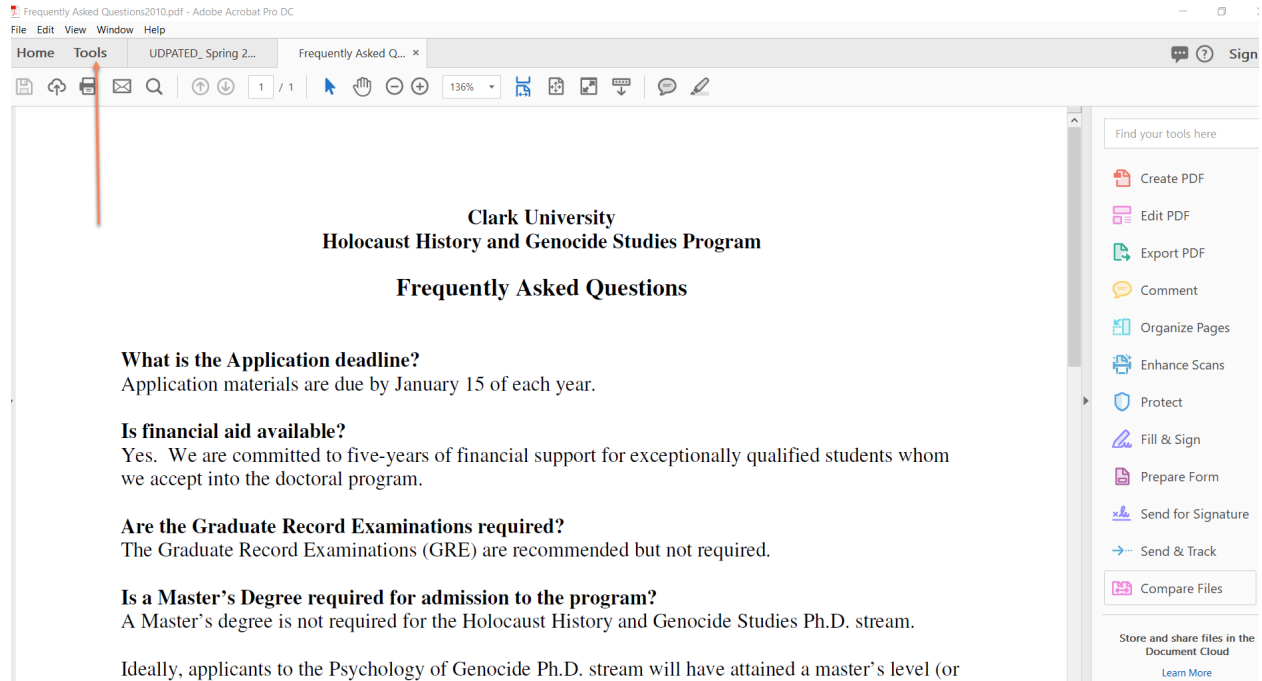 Frequently Asked Questions2010.pdf - Adobe Acrobat Pro DC
File Edit View Window Help
Home Tools UDPATED_ Spring 2... Frequently Asked Q... × Sign
1 / 1 136%
Find your tools here
Create PDF
Edit PDF
Export PDF
Comment
Organize Pages
Enhance Scans
Protect
Fill & Sign
Prepare Form
Send for Signature
Send & Track
Compare Files
Store and share files in the
Document Cloud
Learn More
Clark University
Holocaust History and Genocide Studies Program
Frequently Asked Questions
What is the Application deadline?
Application materials are due by January 15 of each year.
Is financial aid available?
Yes. We are committed to five-years of financial support for exceptionally qualified students whom
we accept into the doctoral program.
Are the Graduate Record Examinations required?
The Graduate Record Examinations (GRE) are recommended but not required.
Is a Master's Degree required for admission to the program?
A Master's degree is not required for the Holocaust History and Genocide Studies Ph.D. stream.
Ideally, applicants to the Psychology of Genocide Ph.D. stream will have attained a master's level (or